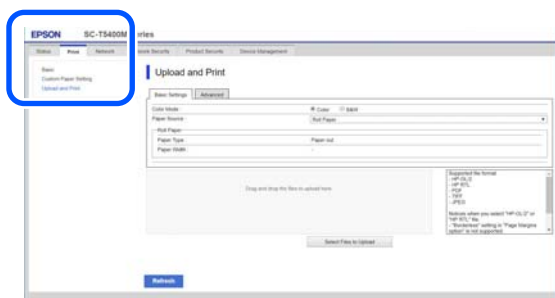 EPSON SC-T5400M Series
Status Print Network Network Security Product Security Device Management
Basic
Custom Paper Setting
Upload and Print
Upload and Print
Basic Settings Advanced
Color Mode : Color B&W
Paper Source : Roll Paper
Roll Paper
Paper Type : Paper out
Paper Width : -
Drag and drop the files to upload here.
Supported file format
- HP-GL/2
- HP RTL
- PDF
- TIFF
- JPEG
Notices when you select "HP-GL/2" or
"HP RTL" file.
- "Borderless" setting in "Page Margins
option" is not supported.
Select Files to Upload
Refresh